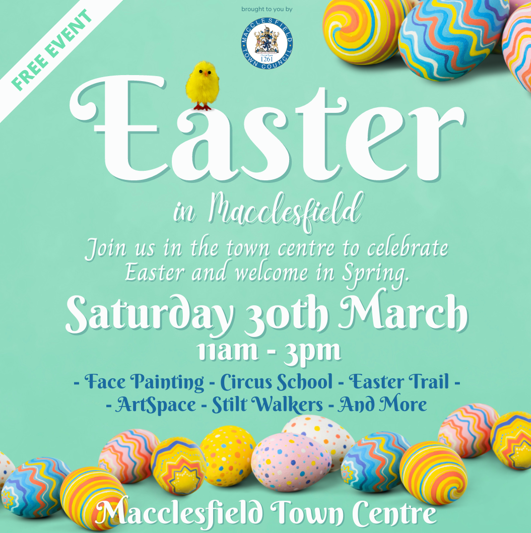 brought to you by
MACCLESFIELD
TOWN COUNCIL
1261
FREE EVENT
Easter
in Macclesfield
Join us in the town centre to celebrate
Easter and welcome in Spring.
Saturday 30th March
11am - 3pm
- Face Painting - Circus School - Easter Trail -
- ArtSpace - Stilt Walkers - And More
Macclesfield Town Centre